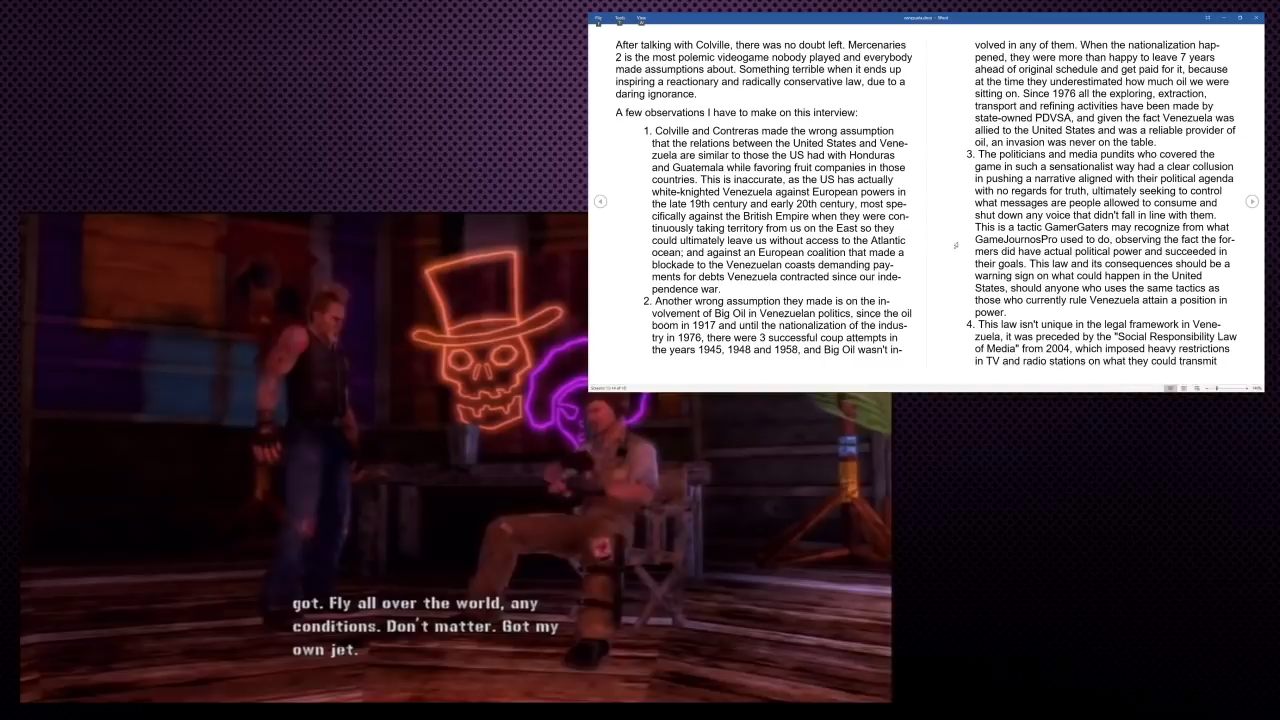 File Tools View
venezuela.docx - Word
After talking with Colville, there was no doubt left. Mercenaries
2 is the most polemic videogame nobody played and everybody
made assumptions about. Something terrible when it ends up
inspiring a reactionary and radically conservative law, due to a
daring ignorance.
A few observations I have to make on this interview:
1. Colville and Contreras made the wrong assumption
that the relations between the United States and Vene-
zuela are similar to those the US had with Honduras
and Guatemala while favoring fruit companies in those
countries. This is inaccurate, as the US has actually
white-knighted Venezuela against European powers in
the late 19th century and early 20th century, most spe-
cifically against the British Empire when they were con-
tinuously taking territory from us on the East so they
could ultimately leave us without access to the Atlantic
ocean; and against an European coalition that made a
blockade to the Venezuelan coasts demanding pay-
ments for debts Venezuela contracted since our inde-
pendence war.
2. Another wrong assumption they made is on the in-
volvement of Big Oil in Venezuelan politics, since the oil
boom in 1917 and until the nationalization of the indus-
try in 1976, there were 3 successful coup attempts in
the years 1945, 1948 and 1958, and Big Oil wasn't in-
volved in any of them. When the nationalization hap-
pened, they were more than happy to leave 7 years
ahead of original schedule and get paid for it, because
at the time they underestimated how much oil we were
sitting on. Since 1976 all the exploring, extraction,
transport and refining activities have been made by
state-owned PDVSA, and given the fact Venezuela was
allied to the United States and was a reliable provider of
oil, an invasion was never on the table.
3. The politicians and media pundits who covered the
game in such a sensationalist way had a clear collusion
in pushing a narrative aligned with their political agenda
with no regards for truth, ultimately seeking to control
what messages are people allowed to consume and
shut down any voice that didn't fall in line with them.
This is a tactic GamerGaters may recognize from what
GameJournosPro used to do, observing the fact the for-
mers did have actual political power and succeeded in
their goals. This law and its consequences should be a
warning sign on what could happen in the United
States, should anyone who uses the same tactics as
those who currently rule Venezuela attain a position in
power.
4. This law isn't unique in the legal framework in Vene-
zuela, it was preceded by the "Social Responsibility Law
of Media" from 2004, which imposed heavy restrictions
in TV and radio stations on what they could transmit
got. Fly all over the world, any
conditions. Don't matter. Got my
own jet.